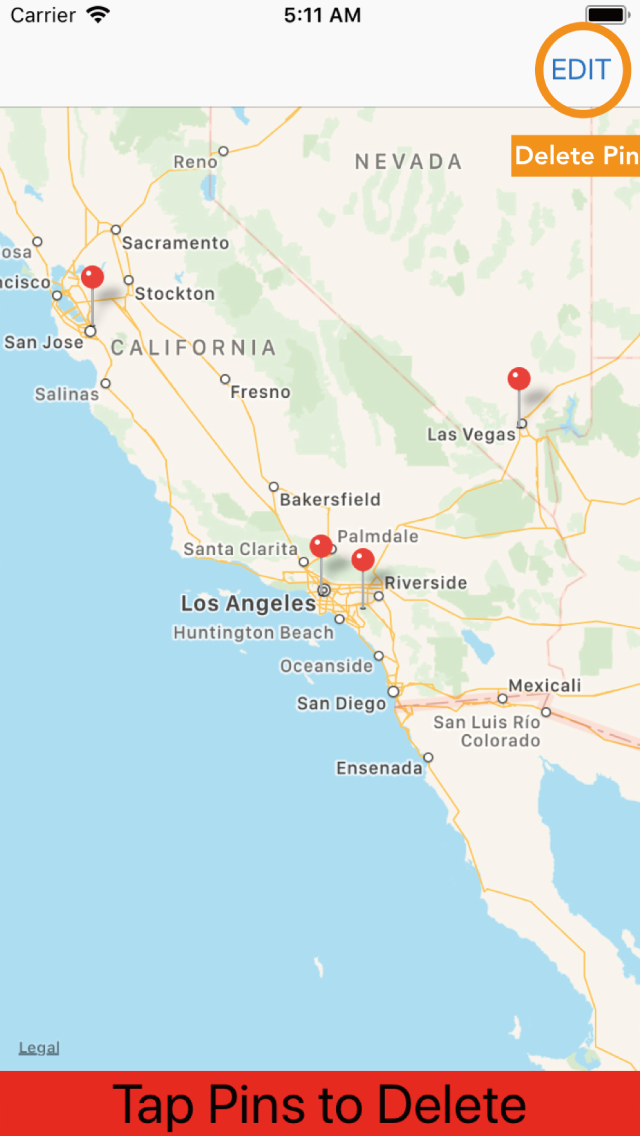 Carrier 5:11 AM
EDIT
Delete Pin
Reno
NEVADA
Sacramento
osa
ncisco
Stockton
San Jose
CALIFORNIA
Salinas
Fresno
Las Vegas
Bakersfield
Palmdale
Santa Clarita
Riverside
Los Angeles
Huntington Beach
Oceanside
Mexicali
San Diego
San Luis Río
Colorado
Ensenada
Legal
Tap Pins to Delete